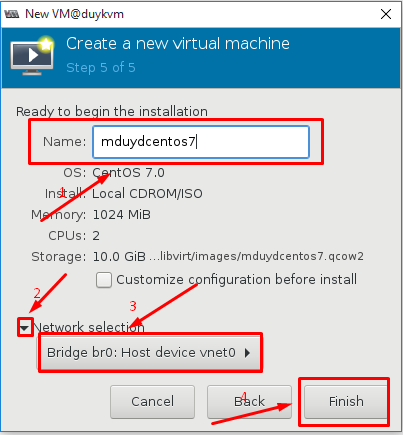 New VM@duykvm
Create a new virtual machine
Step 5 of 5
Ready to begin the installation
Name: mduydcentos7
OS: CentOS 7.0
1
Install: Local CDROM/ISO
Memory: 1024 MiB
CPUs: 2
Storage: 10.0 GiB ...libvirt/images/mduydcentos7.qcow2
Customize configuration before install
2
3
Network selection
Bridge br0: Host device vnet0
Cancel
Back
4
Finish